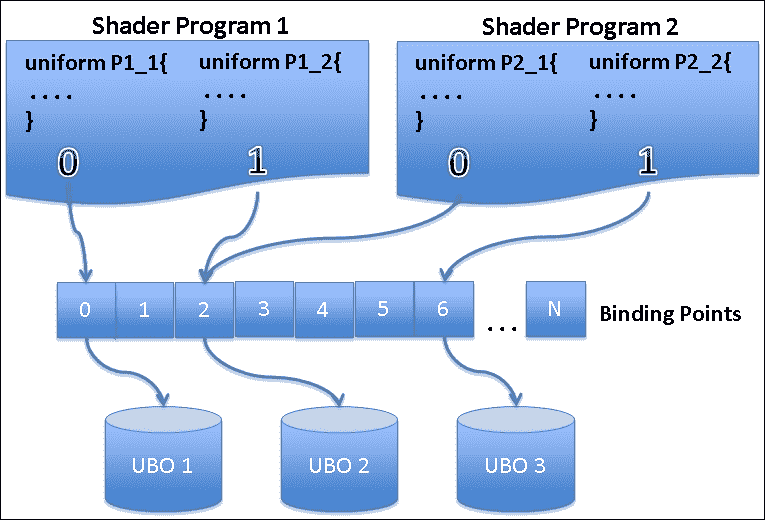 Shader Program 1
Shader Program 2
uniform P1_1{
....
}
0
uniform P1_2{
....
}
1
uniform P2_1{
....
}
0
uniform P2_2{
....
}
1
0 1 2 3 4 5 6 ... N
Binding Points
UBO 1
UBO 2
UBO 3